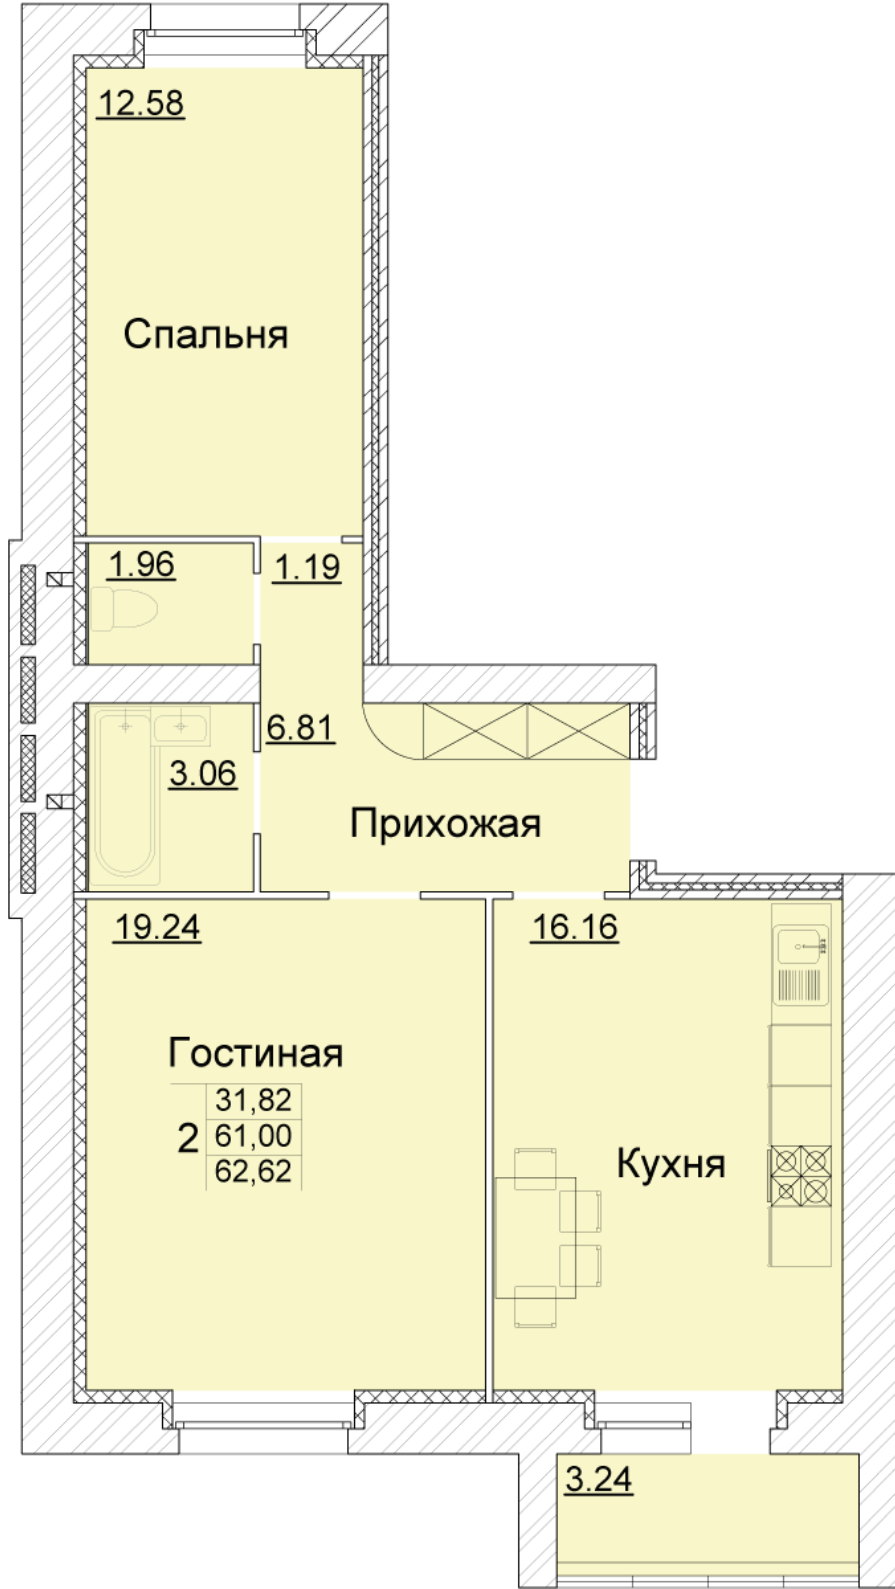 12.58
Спальня
1.96
1.19
6.81
3.06
Прихожая
19.24
16.16
Гостиная
31,82
2 61,00
62,62
Кухня
3.24